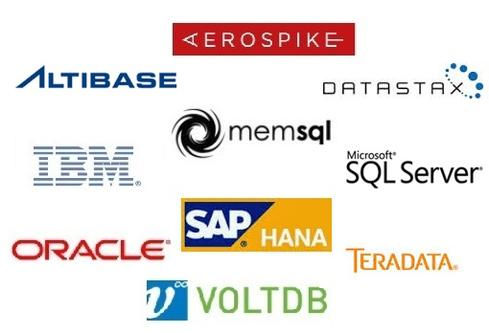 AEROSPIKE
ALTIBASE
DATASTAX
memsql
IBM®
Microsoft®
SQL Server®
SAP® HANA
ORACLE®
TERADATA®
VOLTDB